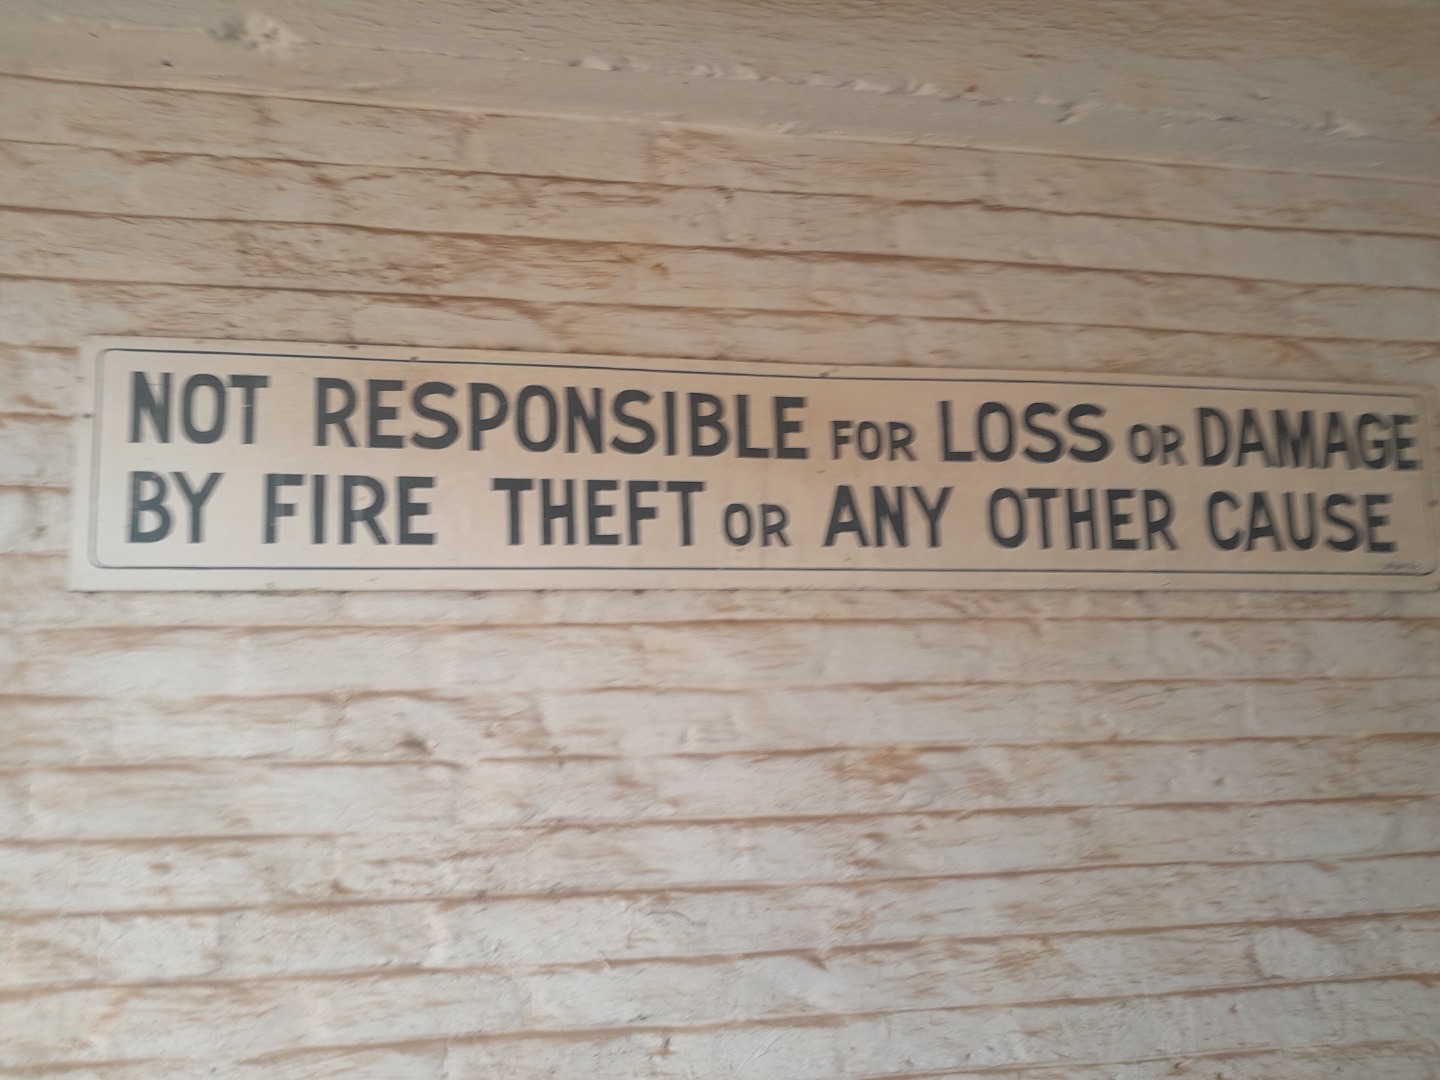 NOT RESPONSIBLE FOR LOSS OR DAMAGE
BY FIRE THEFT OR ANY OTHER CAUSE